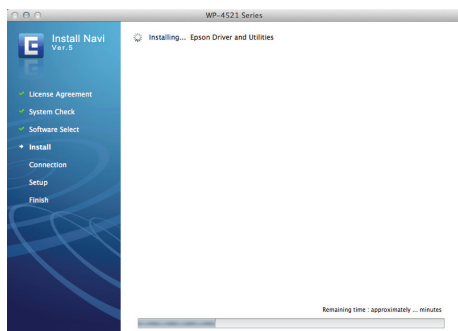 WP-4521 Series
E
Install Navi
Ver.5
Installing... Epson Driver and Utilities
License Agreement
System Check
Software Select
Install
Connection
Setup
Finish
Remaining time : approximately ... minutes